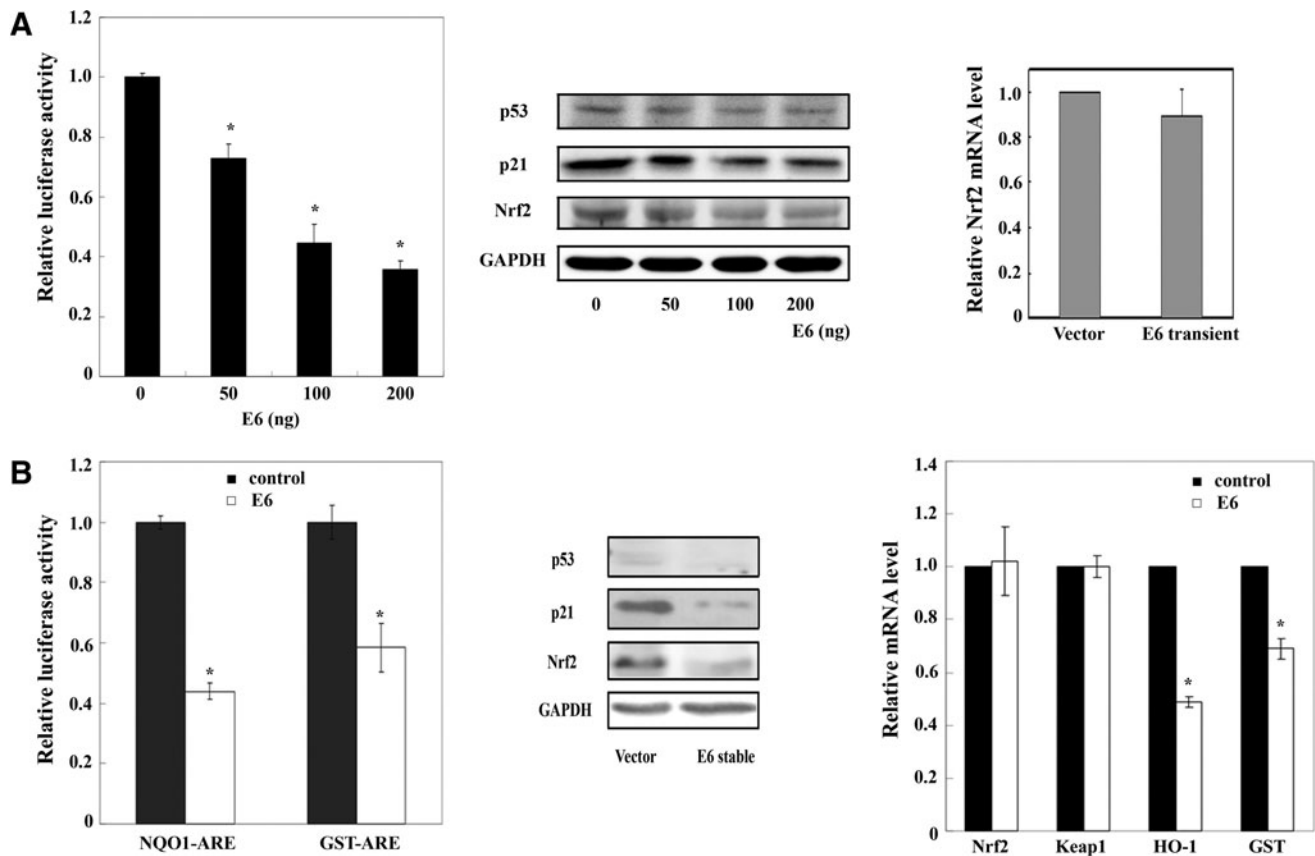 A
Relative luciferase activity
1.2
1.0
0.8
0.6
0.4
0.2
0
*
*
*
0 50 100 200
E6 (ng)
p53
p21
Nrf2
GAPDH
0 50 100 200
E6 (ng)
Relative Nrf2 mRNA level
1.0
0.8
0.6
0.4
0.2
0
Vector E6 transient
B
Relative luciferase activity
1.2
1.0
0.8
0.6
0.4
0.2
0
control
E6
*
*
NQO1-ARE GST-ARE
p53
p21
Nrf2
GAPDH
Vector E6 stable
Relative mRNA level
1.4
1.2
1.0
0.8
0.6
0.4
0.2
0
control
E6
*
*
Nrf2 Keap1 HO-1 GST